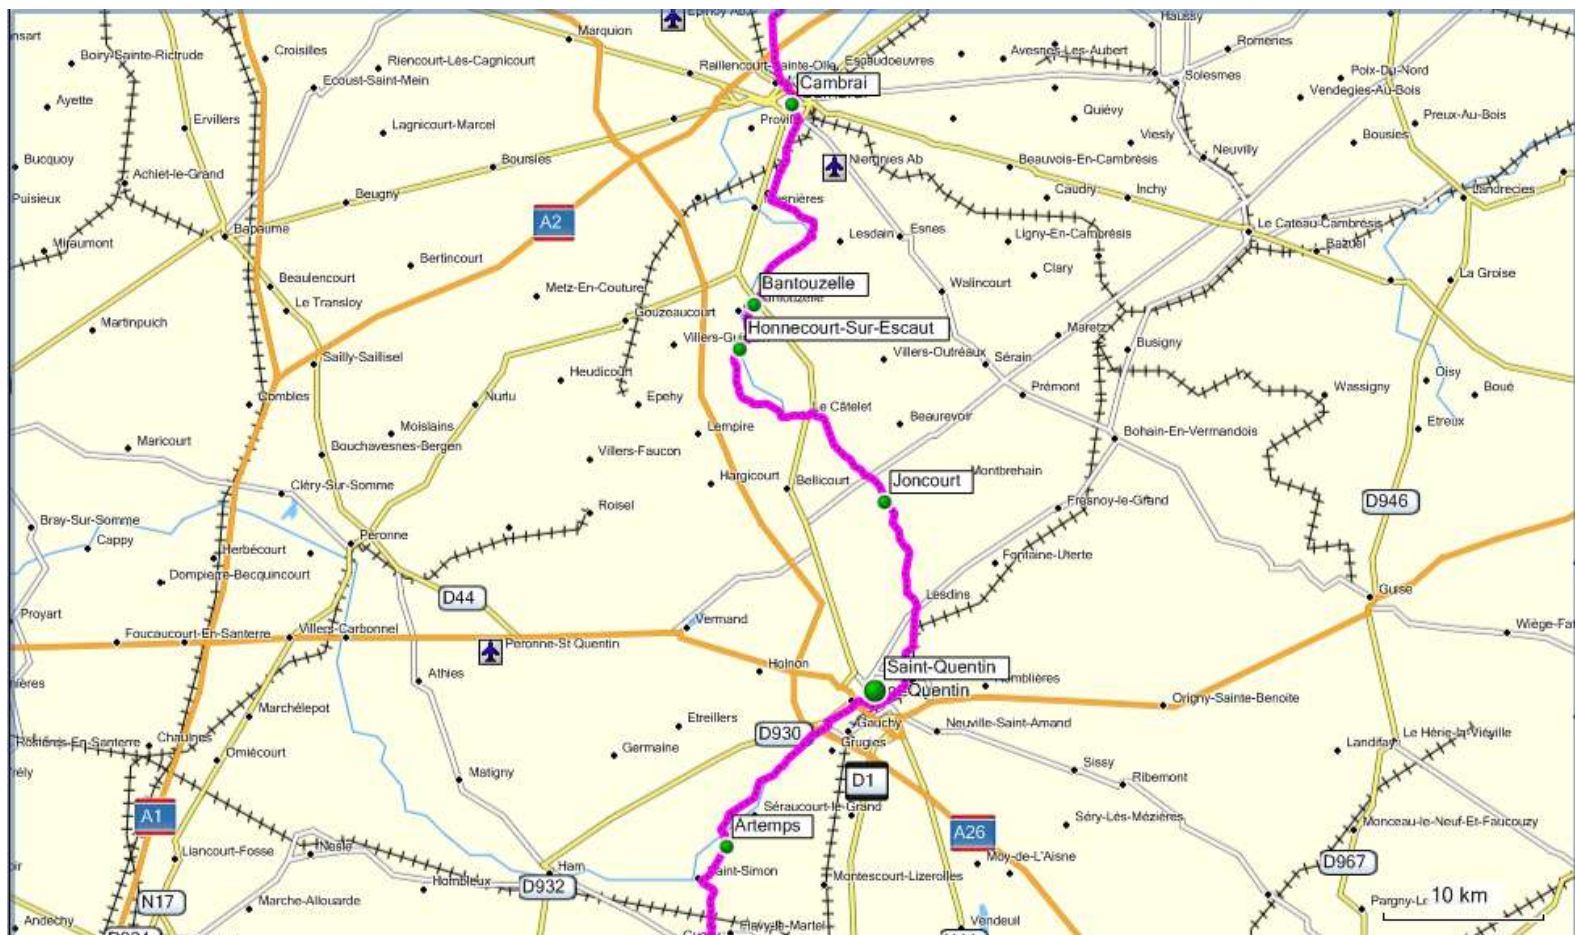 Epinoy Ab
Haussy
Marquion
Croisilles
Romeries
Boiry-Sainte-Rictrude
Riencourt-Lès-Cagnicourt
Raillencourt-Sainte-Olle
Escaudoeuvres
Avesnes-Les-Aubert
Ecoust-Saint-Mein
Solesmes
Poix-Du-Nord
Cambrai
Vendegies-Au-Bois
Ayette
Ervillers
Lagnicourt-Marcel
Proville
Quiévy
Preux-Au-Bois
Viesly
Bousies
Bucquoy
Boursies
Niergnies Ab
Beauvois-En-Cambrésis
Neuvilly
Achiet-le-Grand
Puisieux
Beugny
Caudry
Inchy
Landrecies
A2
Bapaume
Lesdain
Esnes
Ligny-En-Cambrésis
Le Cateau-Cambrésis
Miraumont
Bazuel
Bertincourt
Clary
Beaulencourt
La Groise
Metz-En-Couture
Bantouzelle
Walincourt
Le Transloy
Gouzeaucourt
Martinpuich
Honnecourt-Sur-Escaut
Maretz
Sailly-Saillisel
Villers-Outréaux
Sérain
Busigny
Heudicourt
Oisy
Wassigny
Boué
Combles
Nurlu
Epehy
Prémont
Le Câtelet
Beaurevoir
Etreux
Maricourt
Moislains
Lempire
Bohain-En-Vermandois
Bouchavesnes-Bergen
Villers-Faucon
Hargicourt
Bellicourt
Joncourt
Montbrehain
Cléry-Sur-Somme
Roisel
Fresnoy-le-Grand
D946
Bray-Sur-Somme
Cappy
Péronne
Herbécourt
Fontaine-Uterte
Dompierre-Becquincourt
D44
Lesdins
Guise
Proyart
Vernand
Foucaucourt-En-Santerre
Villers-Carbonnel
Peronne-St Quentin
Wiège-Fat
Holnon
Saint-Quentin
Athies
Origny-Sainte-Benoite
Marchélepot
Etreillers
D930
Gauchy
Neuville-Saint-Amand
Rosières-En-Santerre
Chaulnes
Omiécourt
Germaine
Grugies
Landifay
Le Hérie-la-Viéville
Matigny
D1
Sissy
Ribemont
Séraucourt-le-Grand
A1
Artemps
A26
Séry-Lès-Mézières
Monceau-le-Neuf-Et-Faucouzy
Liancourt-Fosse
Nesle
Ham
Moy-de-L'Aisne
D967
Saint-Simon
Hombleux
D932
Montescourt-Lizerolles
N17
Marche-Allouarde
10 km
Andechy
Flavy-le-Martel
Vendeuil